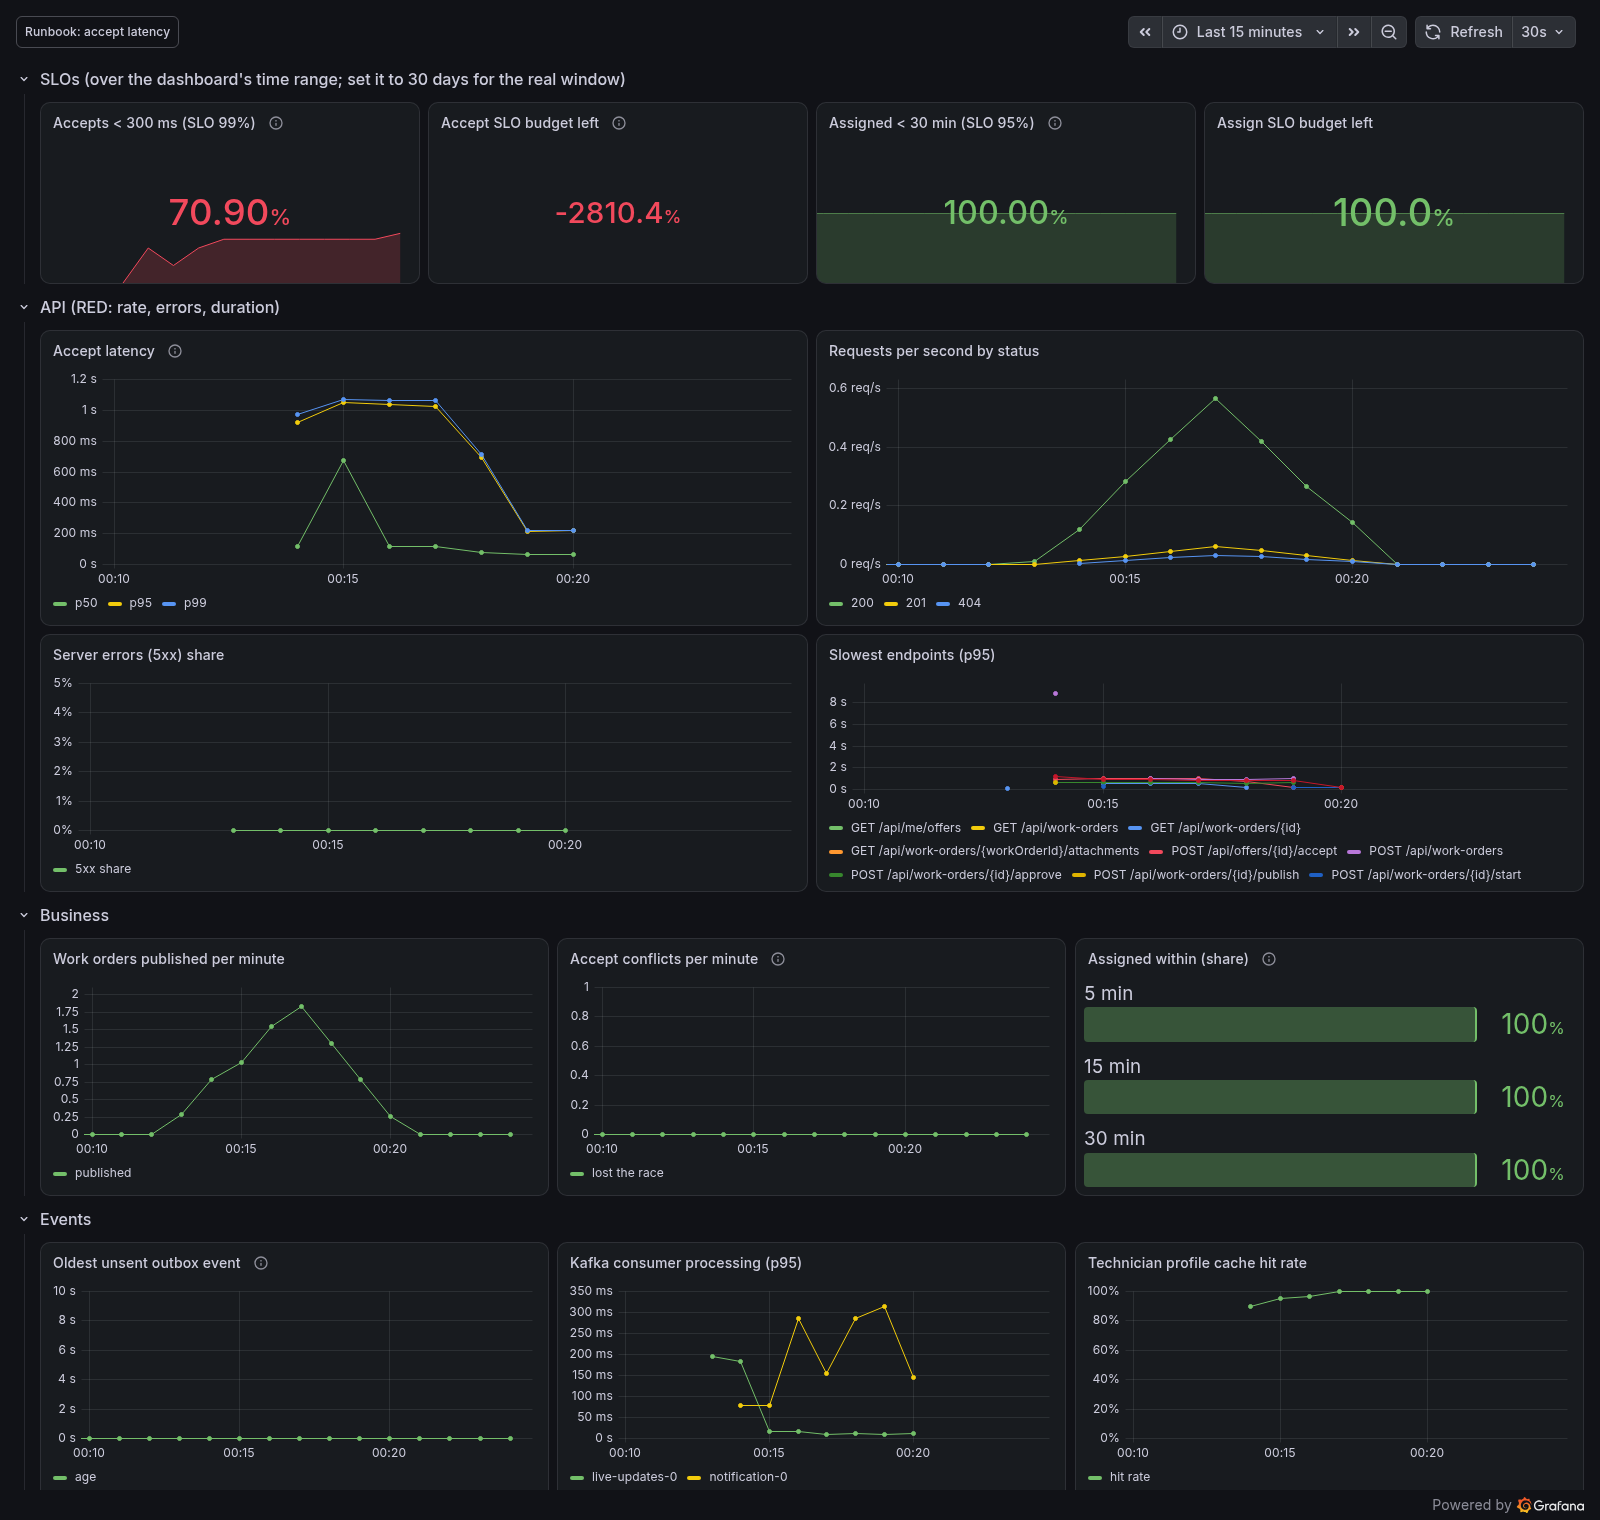 Runbook: accept latency
Last 15 minutes
Refresh
30s
SLOs (over the dashboard's time range; set it to 30 days for the real window)
Accepts < 300 ms (SLO 99%)
70.90%
Accept SLO budget left
-2810.4%
Assigned < 30 min (SLO 95%)
100.00%
Assign SLO budget left
100.0%
API (RED: rate, errors, duration)
Accept latency
1.2 s
1 s
800 ms
600 ms
400 ms
200 ms
0 s
00:10 00:15 00:20
p50 p95 p99
Requests per second by status
0.6 req/s
0.4 req/s
0.2 req/s
0 req/s
00:10 00:15 00:20
200 201 404
Server errors (5xx) share
5%
4%
3%
2%
1%
0%
00:10 00:15 00:20
5xx share
Slowest endpoints (p95)
8 s
6 s
4 s
2 s
0 s
00:10 00:15 00:20
GET /api/me/offers GET /api/work-orders GET /api/work-orders/{id}
GET /api/work-orders/{workOrderId}/attachments POST /api/offers/{id}/accept POST /api/work-orders
POST /api/work-orders/{id}/approve POST /api/work-orders/{id}/publish POST /api/work-orders/{id}/start
Business
Work orders published per minute
2
1.75
1.5
1.25
1
0.75
0.5
0.25
0
00:10 00:15 00:20
published
Accept conflicts per minute
1
0.8
0.6
0.4
0.2
0
00:10 00:15 00:20
lost the race
Assigned within (share)
5 min
100%
15 min
100%
30 min
100%
Events
Oldest unsent outbox event
10 s
8 s
6 s
4 s
2 s
0 s
00:10 00:15 00:20
age
Kafka consumer processing (p95)
350 ms
300 ms
250 ms
200 ms
150 ms
100 ms
50 ms
0 s
00:10 00:15 00:20
live-updates-0 notification-0
Technician profile cache hit rate
100%
80%
60%
40%
20%
0%
00:10 00:15 00:20
hit rate
Powered by Grafana